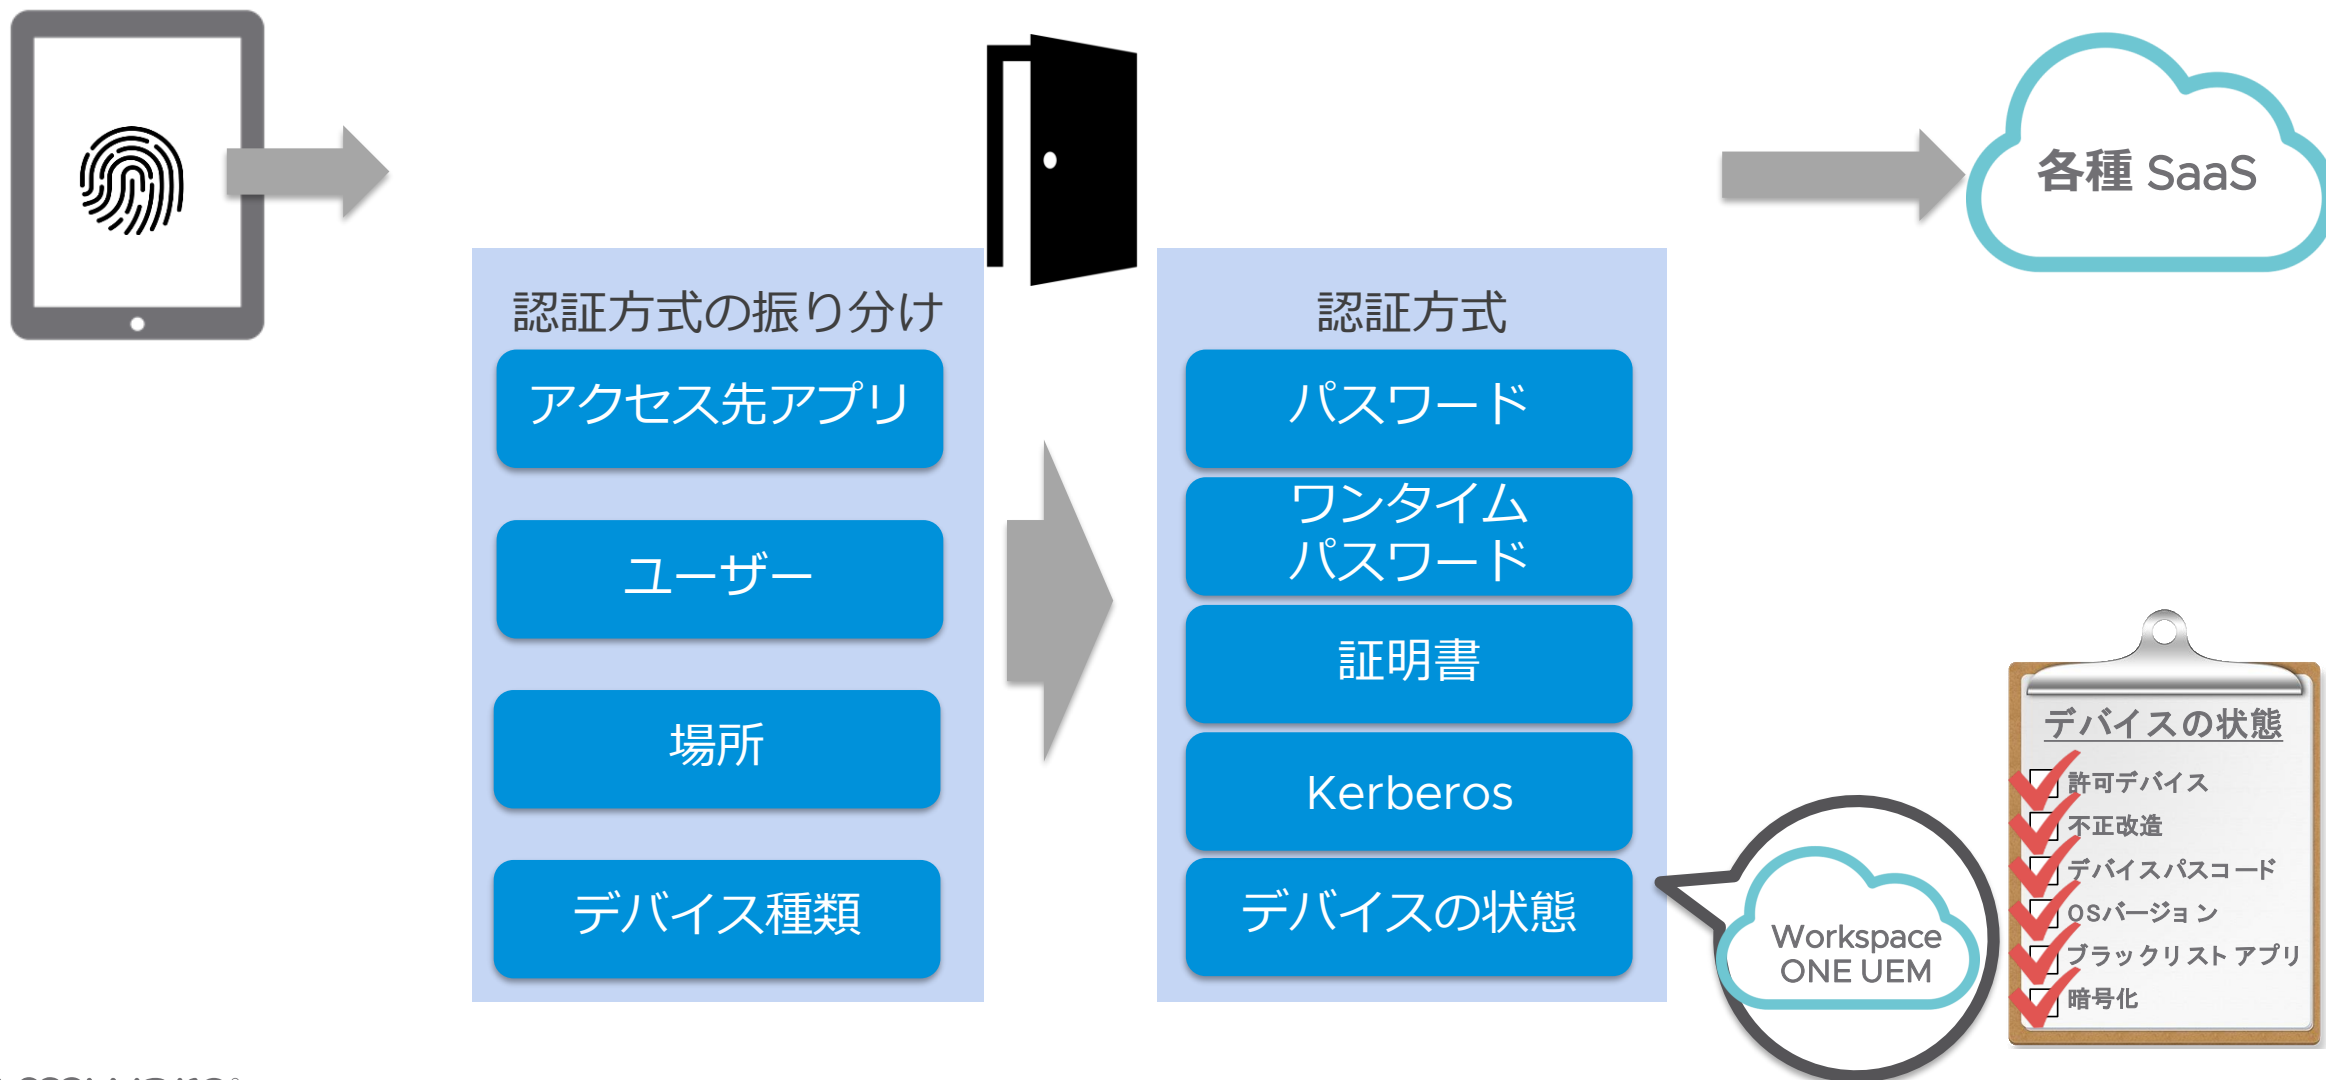 各種 SaaS
認証方式の振り分け
アクセス先アプリ
ユーザー
場所
デバイス種類
認証方式
パスワード
ワンタイム
パスワード
証明書
Kerberos
デバイスの状態
Workspace
ONE UEM
デバイスの状態
許可デバイス
不正改造
デバイスパスコード
OSバージョン
ブラックリストアプリ
暗号化